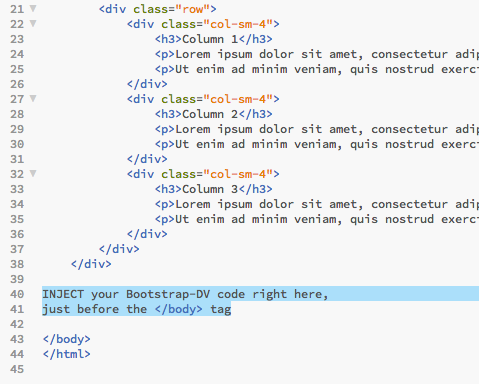 21 <div class="row">
22 <div class="col-sm-4">
23 <h3>Column 1</h3>
24 <p>Lorem ipsum dolor sit amet, consectetur adip
25 <p>Ut enim ad minim veniam, quis nostrud exerci
26 </div>
27 <div class="col-sm-4">
28 <h3>Column 2</h3>
29 <p>Lorem ipsum dolor sit amet, consectetur adip
30 <p>Ut enim ad minim veniam, quis nostrud exerci
31 </div>
32 <div class="col-sm-4">
33 <h3>Column 3</h3>
34 <p>Lorem ipsum dolor sit amet, consectetur adip
35 <p>Ut enim ad minim veniam, quis nostrud exerci
36 </div>
37 </div>
38 </div>
39
40 INJECT your Bootstrap-DV code right here,
41 just before the </body> tag
42
43 </body>
44 </html>
45